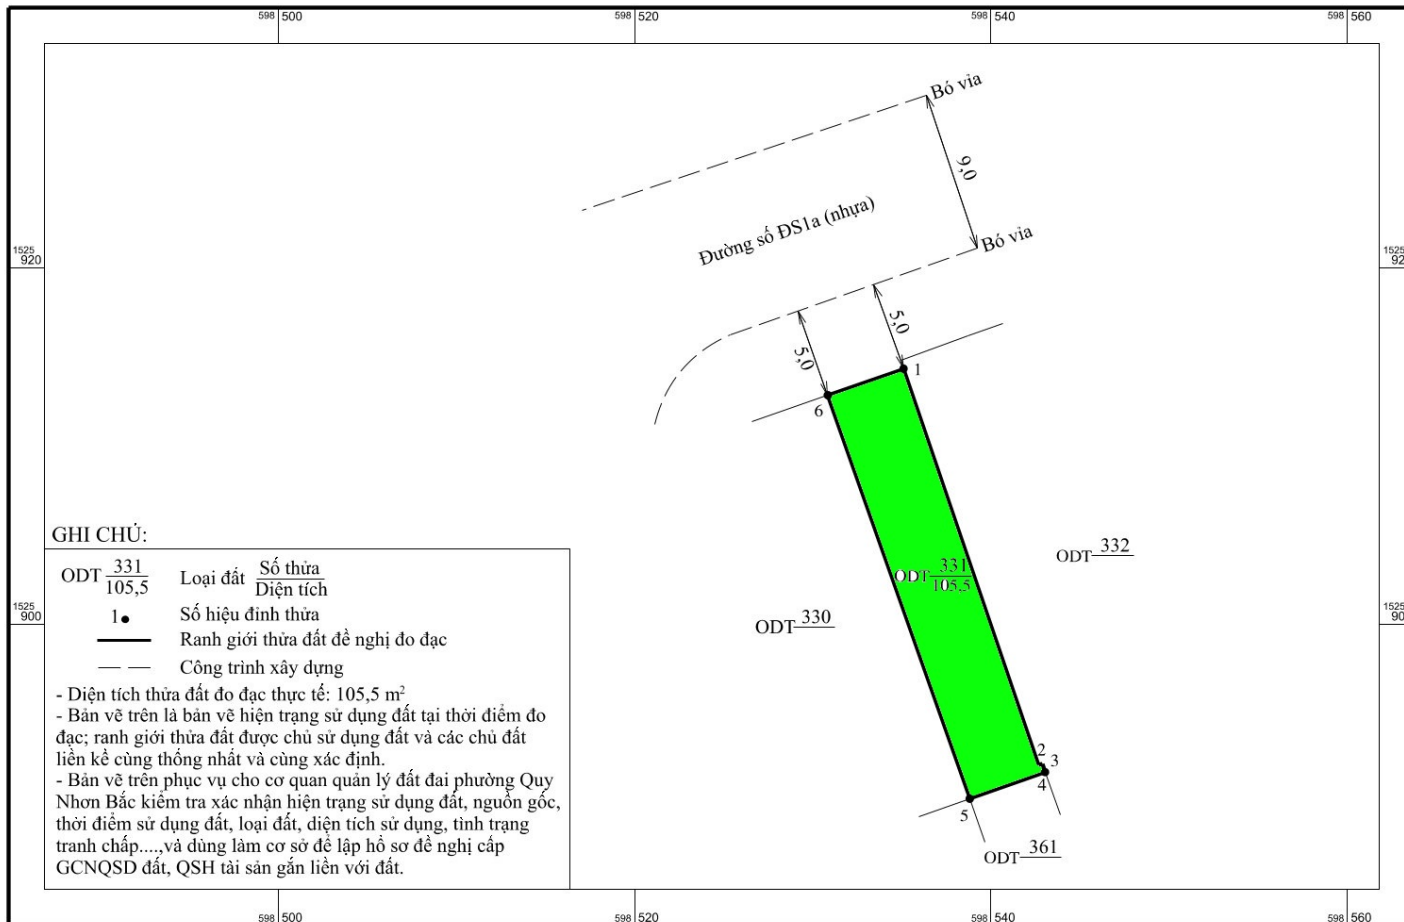 598 500
598 520
598 540
598 560
Bó vỉa
9,0
Đường số ĐS1a (nhựa)
Bó vỉa
1525
920
1525
92
5,0
5,0
1
6
GHI CHÚ:
ODT 331
105,5
Loại đất Số thửa
Diện tích
1 Số hiệu đỉnh thửa
Ranh giới thửa đất đề nghị đo đạc
Công trình xây dựng
- Diện tích thửa đất đo đạc thực tế: 105,5 m²
- Bản vẽ trên là bản vẽ hiện trạng sử dụng đất tại thời điểm đo
đạc; ranh giới thửa đất được chủ sử dụng đất và các chủ đất
liền kề cùng thống nhất và cùng xác định.
- Bản vẽ trên phục vụ cho cơ quan quản lý đất đai phường Quy
Nhơn Bắc kiểm tra xác nhận hiện trạng sử dụng đất, nguồn gốc,
thời điểm sử dụng đất, loại đất, diện tích sử dụng, tình trạng
tranh chấp....,và dùng làm cơ sở để lập hồ sơ đề nghị cấp
GCNQSD đất, QSH tài sản gắn liền với đất.
ODT 332
ODT 331
105,5
ODT 330
1525
900
1525
90
2
3
4
5
ODT 361
598 500
598 520
598 540
598 560